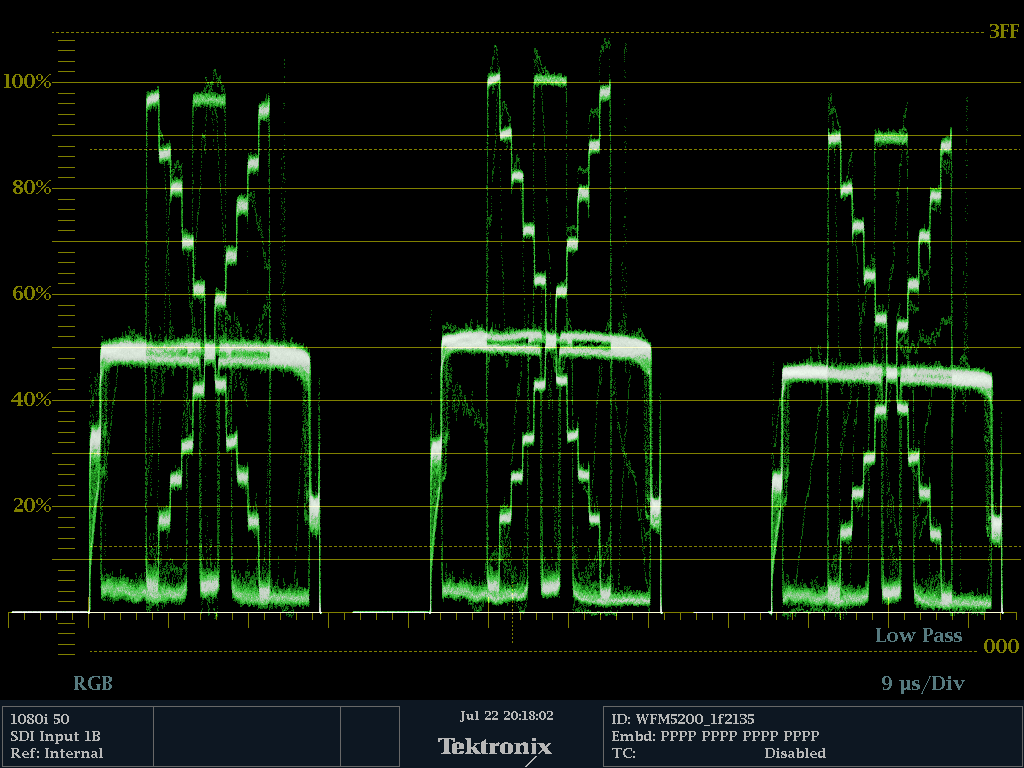 3FF
100%
80%
60%
40%
20%
Low Pass
000
RGB
9 µs/Div
1080i 50
SDI Input 1B
Ref: Internal
Jul 22 20:18:02
Tektronix
ID: WFM5200_1f2135
Embd: PPPP PPPP PPPP PPPP
TC: Disabled